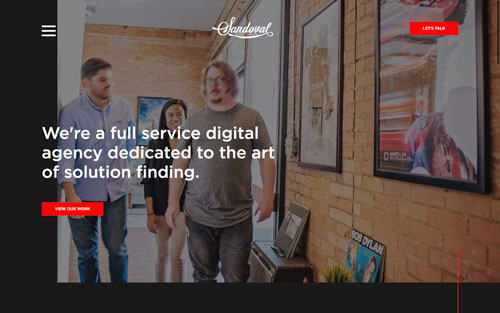 Sandoval
LET'S TALK
We're a full service digital
agency dedicated to the art
of solution finding.
VIEW OUR WORK
BOB DYLAN